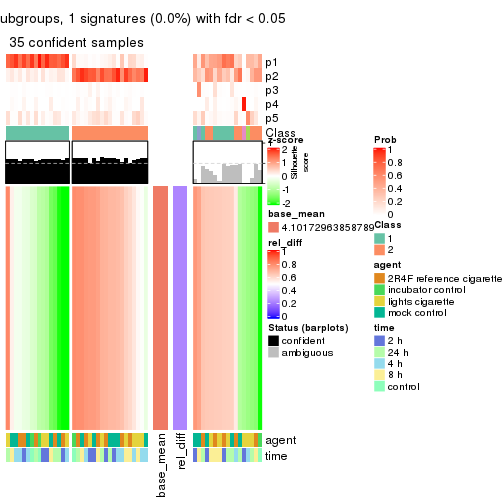 ubgroups, 1 signatures (0.0%) with fdr < 0.05
35 confident samples
p1
p2
p3
p4
p5
Class
z-score
2
1
0
-1
-2
Silhouette
score
1
base_mean
4.10172963858789
rel_diff
1
0.8
0.6
0.4
0.2
0
Status (barplots)
confident
ambiguous
Prob
1
0.8
0.6
0.4
0.2
0
Class
1
2
agent
2R4F reference cigarette
incubator control
lights cigarette
mock control
time
2 h
24 h
4 h
8 h
control
agent
time
base_mean
rel_diff